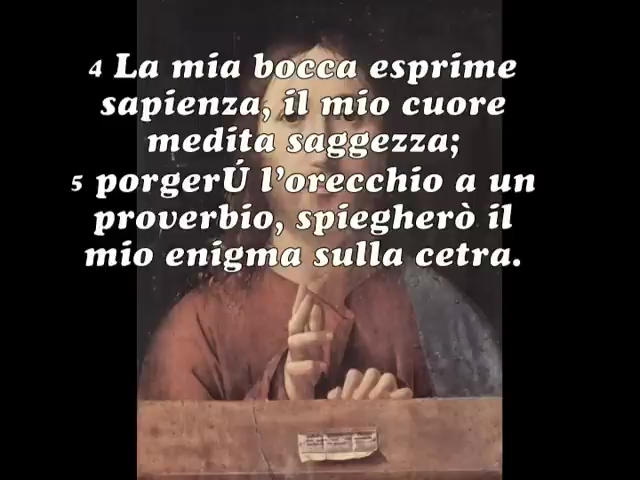 4 La mia bocca esprime
sapienza, il mio cuore
medita saggezza;
5 porgerÚ l'orecchio a un
proverbio, spiegherò il
mio enigma sulla cetra.